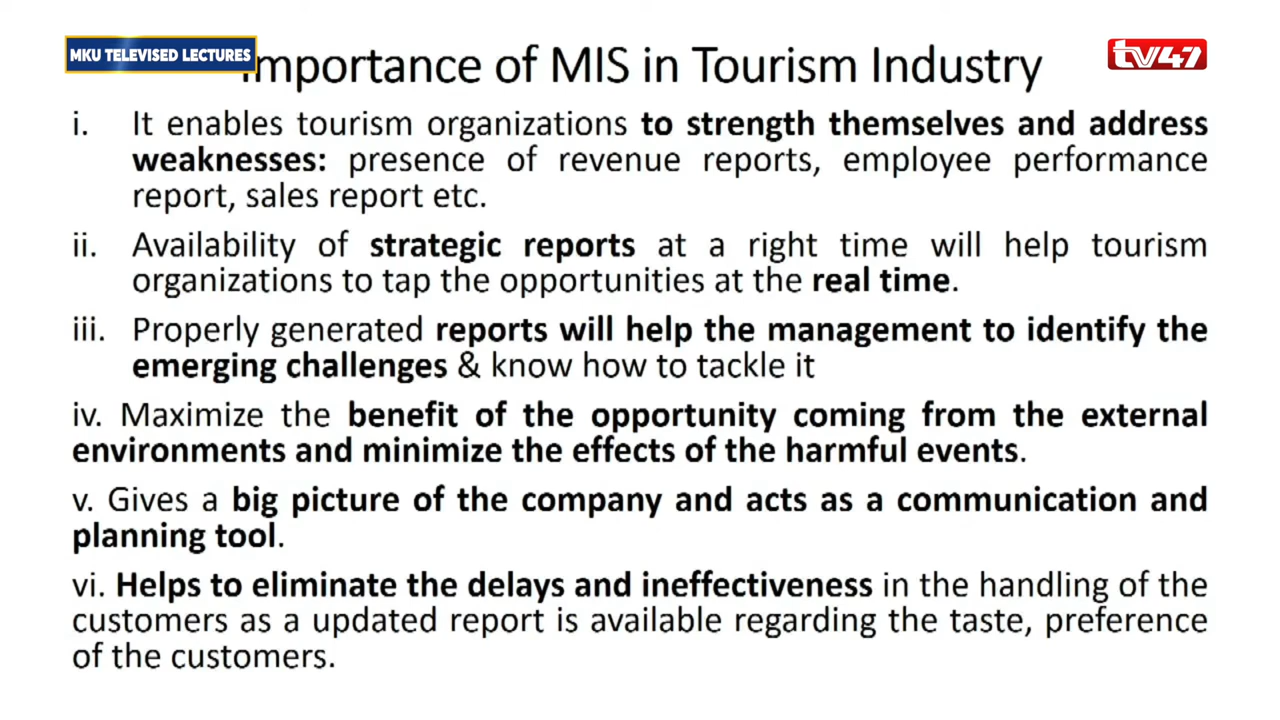 MKU TELEVISED LECTURES
Importance of MIS in Tourism Industry
tv47
i. It enables tourism organizations to strength themselves and address
weaknesses: presence of revenue reports, employee performance
report, sales report etc.
ii. Availability of strategic reports at a right time will help tourism
organizations to tap the opportunities at the real time.
iii. Properly generated reports will help the management to identify the
emerging challenges & know how to tackle it
iv. Maximize the benefit of the opportunity coming from the external
environments and minimize the effects of the harmful events.
v. Gives a big picture of the company and acts as a communication and
planning tool.
vi. Helps to eliminate the delays and ineffectiveness in the handling of the
customers as a updated report is available regarding the taste, preference
of the customers.